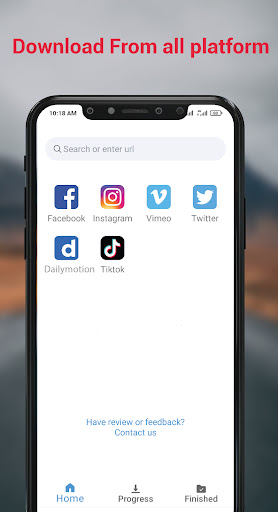 Download From all platform
10:18 AM
Search or enter url
Facebook
Instagram
Vimeo
Twitter
Dailymotion
Tiktok
Have review or feedback?
Contact us
Home
Progress
Finished